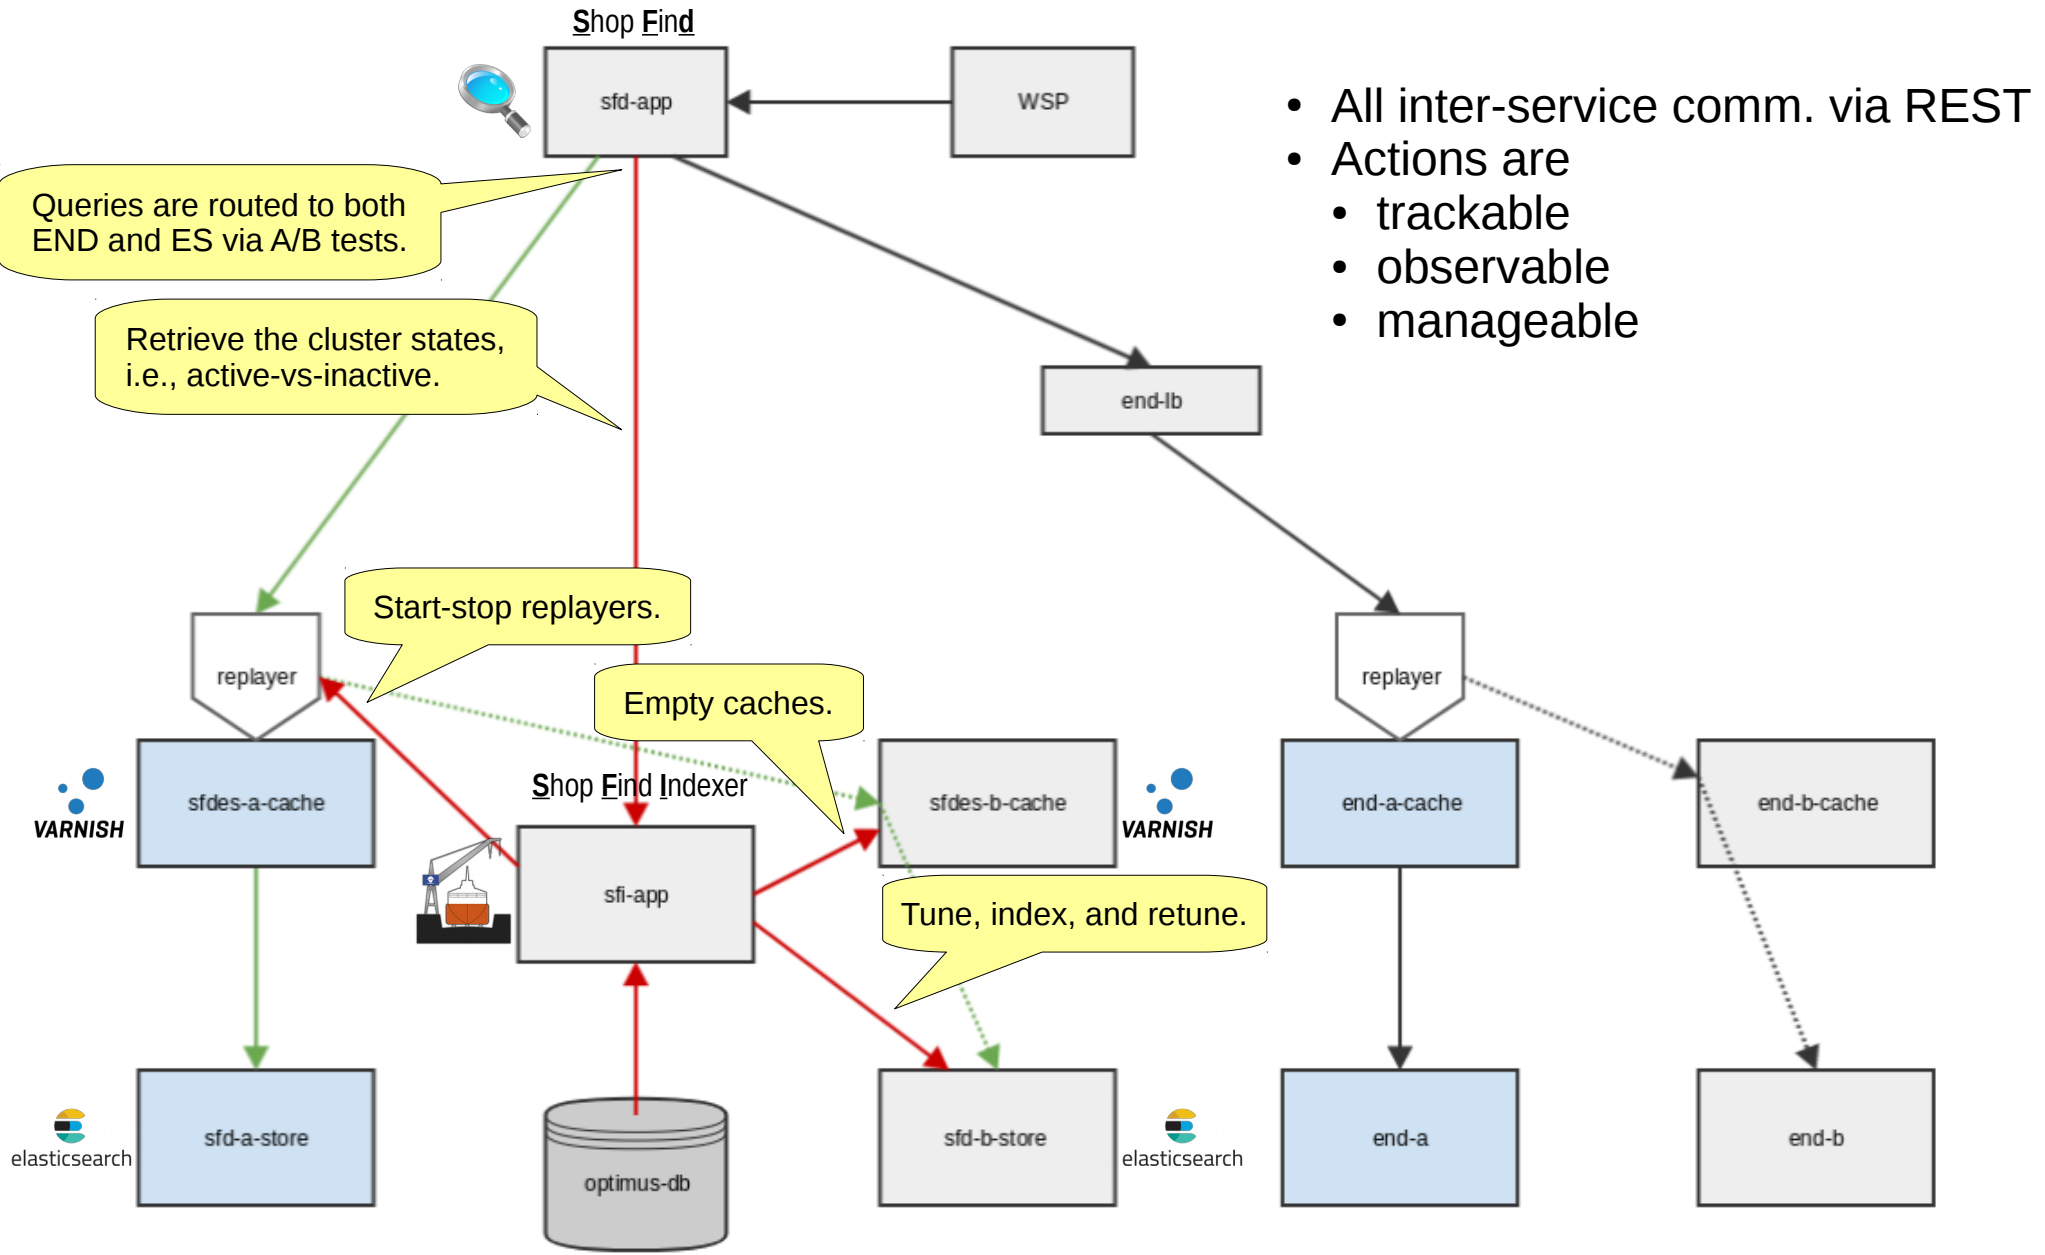 Shop Find
sfd-app
WSP
• All inter-service comm. via REST
• Actions are
• trackable
• observable
• manageable
Queries are routed to both
END and ES via A/B tests.
Retrieve the cluster states,
i.e., active-vs-inactive.
end-lb
Start-stop replayers.
replayer
replayer
Empty caches.
Shop Find Indexer
sfdes-a-cache
sfdes-b-cache
end-a-cache
end-b-cache
VARNISH
VARNISH
sfi-app
Tune, index, and retune.
sfd-a-store
sfd-b-store
end-a
end-b
elasticsearch
elasticsearch
optimus-db